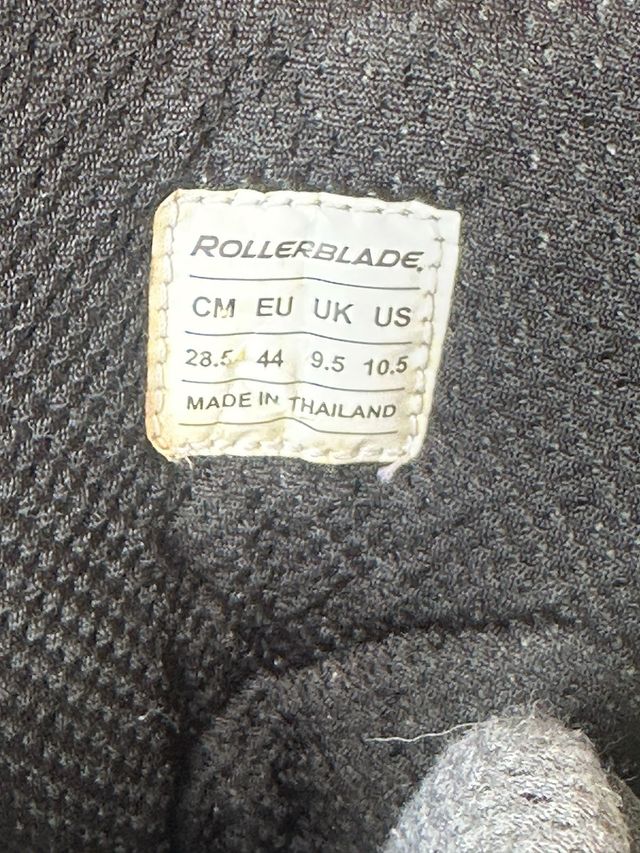 ROLLERBLADE.
CM EU UK US
28.5 44 9.5 10.5
MADE IN THAILAND